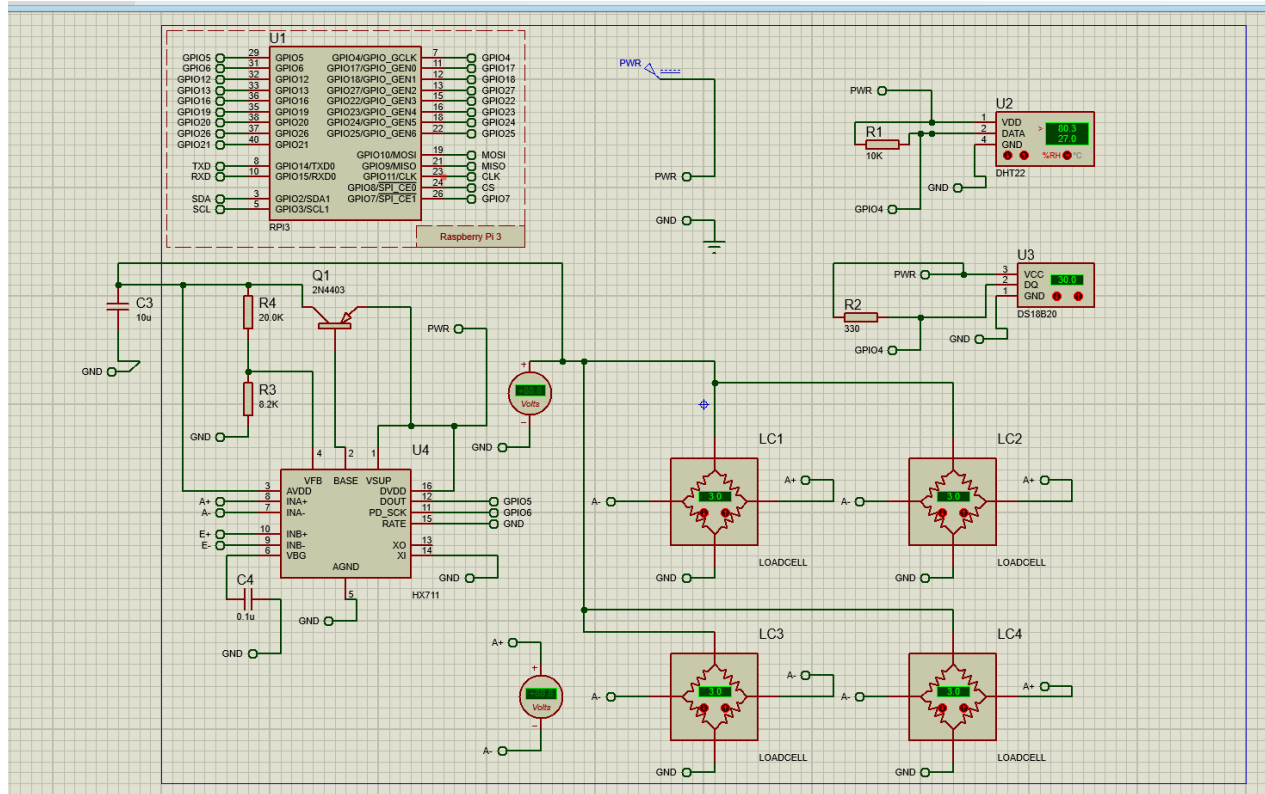 U1
29 GPIO5 GPIO5
31 GPIO6 GPIO6
32 GPIO12 GPIO12
33 GPIO13 GPIO13
36 GPIO16 GPIO16
35 GPIO19 GPIO19
38 GPIO20 GPIO20
37 GPIO26 GPIO26
40 GPIO21 GPIO21
TXD 8 GPIO14/TXD0
RXD 10 GPIO15/RXD0
SDA 3 GPIO2/SDA1
SCL 5 GPIO3/SCL1
GPIO4/GPIO_GCLK 7 GPIO4
GPIO17/GPIO_GEN0 11 GPIO17
GPIO18/GPIO_GEN1 12 GPIO18
GPIO27/GPIO_GEN2 13 GPIO27
GPIO22/GPIO_GEN3 15 GPIO22
GPIO23/GPIO_GEN4 16 GPIO23
GPIO24/GPIO_GEN5 18 GPIO24
GPIO25/GPIO_GEN6 22 GPIO25
GPIO10/MOSI 19 MOSI
GPIO9/MISO 21 MISO
GPIO11/CLK 23 CLK
GPIO8/SPI_CE0 24 CS
GPIO7/SPI_CE1 26 GPIO7
RPI3
Raspberry Pi 3
PWR
PWR
GND
PWR
R1
10K
U2
1 VDD
2 DATA
4 GND
> 80.3
27.0
%RH °C
DHT22
GND
GPIO4
U3
PWR
3 VCC
2 DQ
1 GND
30.0
DS18B20
R2
330
GND
GPIO4
C3
10u
GND
R4
20.0K
R3
8.2K
GND
Q1
2N4403
PWR
U4
4 2 1
VFB BASE VSUP
3 AVDD
A+ 8 INA+
A- 7 INA-
E+ 10 INB+
E- 9 INB-
6 VBG
16 DVDD
DOUT 12 GPIO5
PD_SCK 11 GPIO6
RATE 15 GND
XO 13
XI 14
AGND
5
HX711
GND
GND
C4
0.1u
GND
+
Volts
-
GND
A+
+
Volts
-
A-
LC1
A+
A-
3.0
GND
LOADCELL
LC2
A+
A-
3.0
GND
LOADCELL
LC3
A-
A-
3.0
GND
LOADCELL
LC4
A+
A-
3.0
GND
LOADCELL